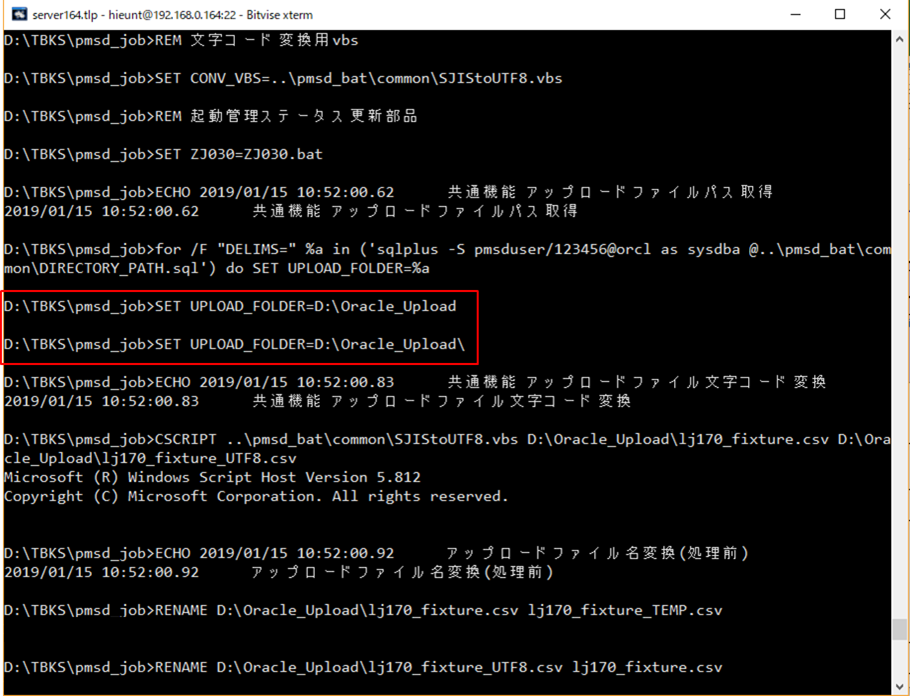 server164.tlp - hieunt@192.168.0.164:22 - Bitvise xterm
D:\TBKS\pmsd_job>REM 文字コード変換用vbs
D:\TBKS\pmsd_job>SET CONV_VBS=..\pmsd_bat\common\SJIStoUTF8.vbs
D:\TBKS\pmsd_job>REM 起動管理ステータス更新部品
D:\TBKS\pmsd_job>SET ZJ030=ZJ030.bat
D:\TBKS\pmsd_job>ECHO 2019/01/15 10:52:00.62 共通機能 アップロードファイルパス取得
2019/01/15 10:52:00.62 共通機能 アップロードファイルパス取得
D:\TBKS\pmsd_job>for /F "DELIMS=" %a in ('sqlplus -S pmsduser/123456@orcl as sysdba @..\pmsd_bat\com
mon\DIRECTORY_PATH.sql') do SET UPLOAD_FOLDER=%a
D:\TBKS\pmsd_job>SET UPLOAD_FOLDER=D:\Oracle_Upload
D:\TBKS\pmsd_job>SET UPLOAD_FOLDER=D:\Oracle_Upload\
D:\TBKS\pmsd_job>ECHO 2019/01/15 10:52:00.83 共通機能 アップロードファイル文字コード変換
2019/01/15 10:52:00.83 共通機能 アップロードファイル文字コード変換
D:\TBKS\pmsd_job>CSCRIPT ..\pmsd_bat\common\SJIStoUTF8.vbs D:\Oracle_Upload\lj170_fixture.csv D:\Ora
cle_Upload\lj170_fixture_UTF8.csv
Microsoft (R) Windows Script Host Version 5.812
Copyright (C) Microsoft Corporation. All rights reserved.
D:\TBKS\pmsd_job>ECHO 2019/01/15 10:52:00.92 アップロードファイル名変換(処理前)
2019/01/15 10:52:00.92 アップロードファイル名変換(処理前)
D:\TBKS\pmsd_job>RENAME D:\Oracle_Upload\lj170_fixture.csv lj170_fixture_TEMP.csv
D:\TBKS\pmsd_job>RENAME D:\Oracle_Upload\lj170_fixture_UTF8.csv lj170_fixture.csv